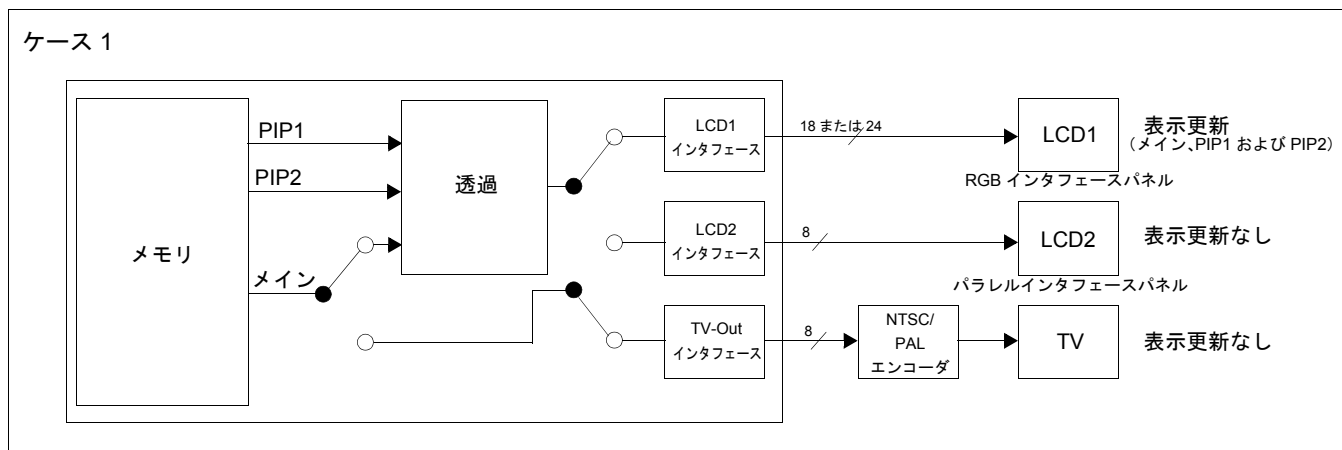 ケース 1
メモリ
PIP1
PIP2
メイン
透過
LCD1
インタフェース
18 または 24
LCD1
表示更新
（メイン、PIP1 および PIP2）
RGB インタフェースパネル
LCD2
インタフェース
8
LCD2
表示更新なし
パラレルインタフェースパネル
TV-Out
インタフェース
8
NTSC/
PAL
エンコーダ
TV
表示更新なし